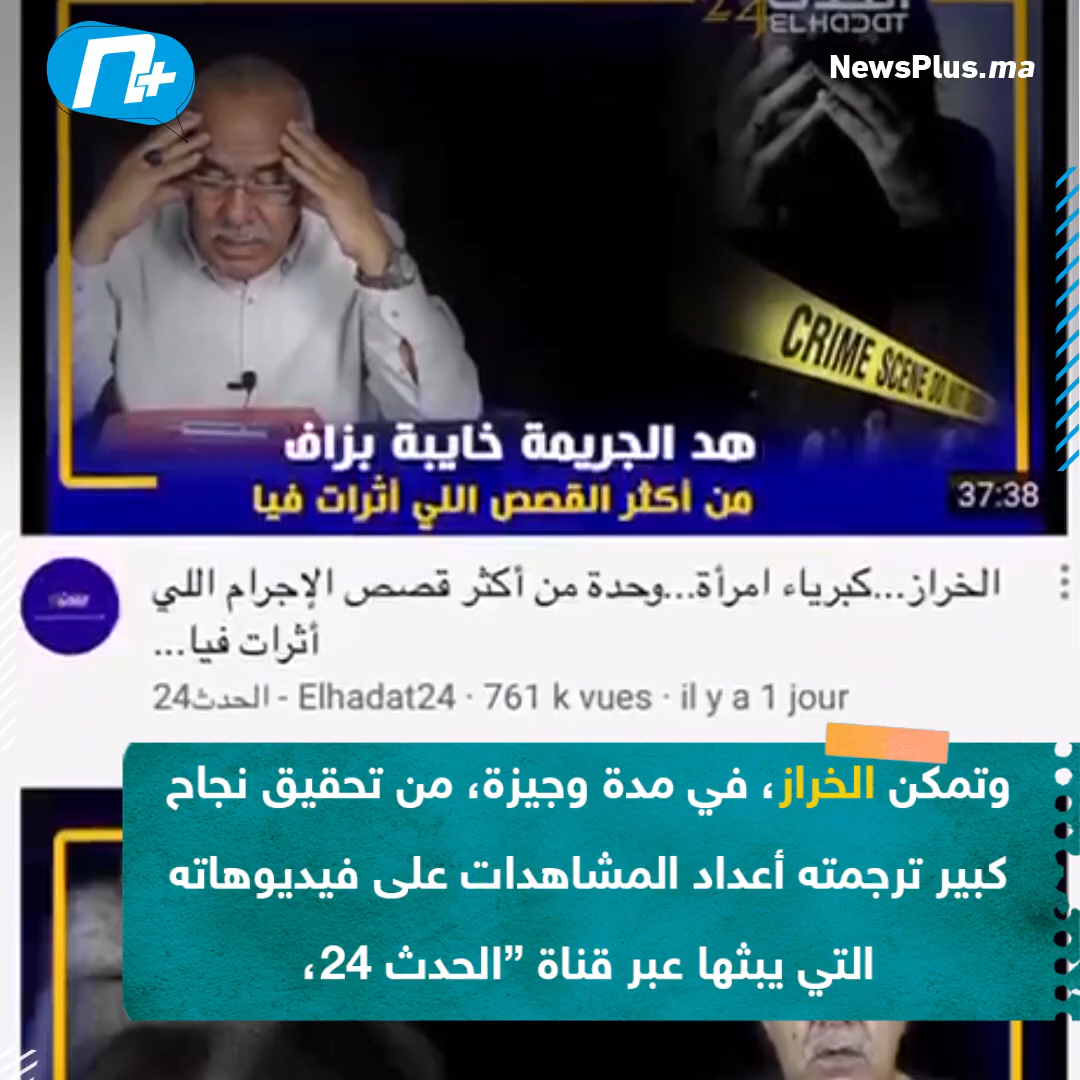 n+
24
ELHADAT
NewsPlus.ma
CRIME SCENE DO NOT
هد الجريمة خايبة بزاف
من أكثر القصص اللي أثرات فيا
37:38
الخراز...كبرياء امرأة...وحدة من أكثر قصص الإجرام اللي
أثرات فيا...
الحدث24 - Elhadat24 · 761 k vues · il y a 1 jour
وتمكن الخراز، في مدة وجيزة، من تحقيق نجاح
كبير ترجمته أعداد المشاهدات على فيديوهاته
التي يبثها عبر قناة ”الحدث 24،